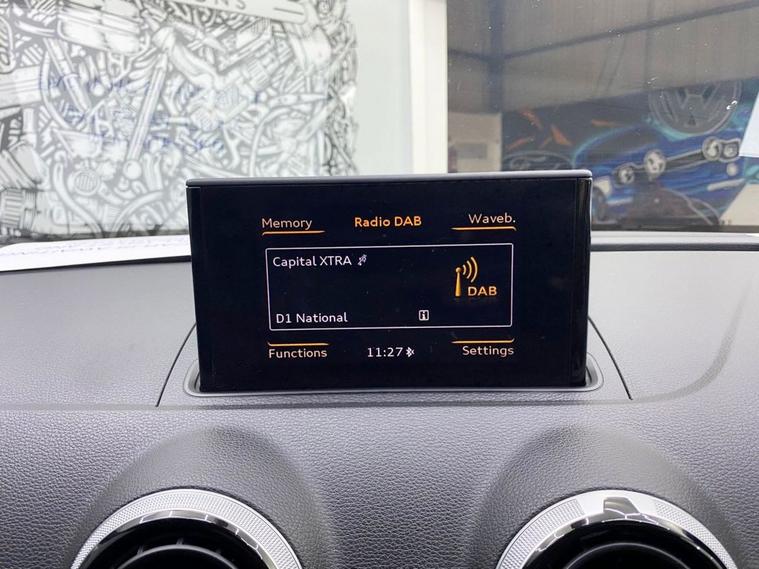 Memory Radio DAB Waveb.
Capital XTRA
DAB
D1 National i
Functions 11:27 Settings